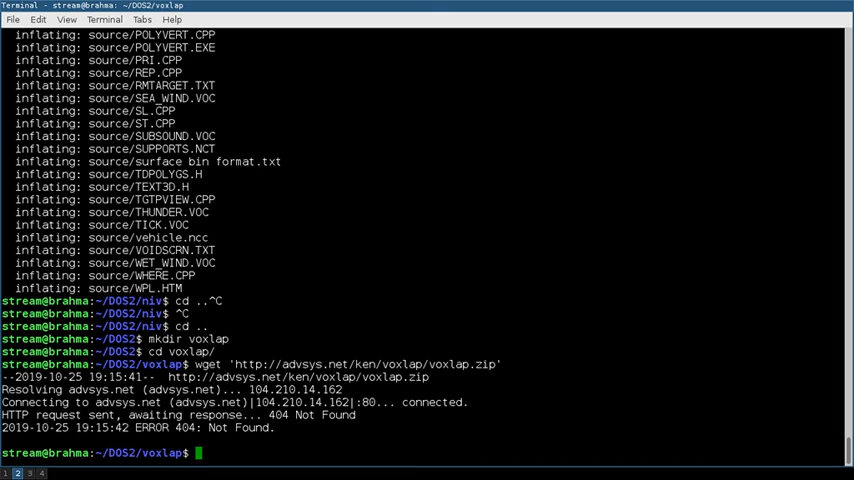 Terminal - stream@brahma: ~/DOS2/voxlap
File Edit View Terminal Tabs Help
inflating: source/POLYVERT.CPP
inflating: source/POLYVERT.EXE
inflating: source/PRI.CPP
inflating: source/REP.CPP
inflating: source/RMTARGET.TXT
inflating: source/SEA_WIND.VOC
inflating: source/SL.CPP
inflating: source/ST.CPP
inflating: source/SUBSOUND.VOC
inflating: source/SUPPORTS.NCT
inflating: source/surface bin format.txt
inflating: source/TDPOLYGS.H
inflating: source/TEXT3D.H
inflating: source/TGTPVIEW.CPP
inflating: source/THUNDER.VOC
inflating: source/TICK.VOC
inflating: source/vehicle.ncc
inflating: source/VOIDSCRN.TXT
inflating: source/WET_WIND.VOC
inflating: source/WHERE.CPP
inflating: source/WPL.HTM
stream@brahma:~/DOS2/niv$ cd ..^C
stream@brahma:~/DOS2/niv$ ^C
stream@brahma:~/DOS2/niv$ cd ..
stream@brahma:~/DOS2$ mkdir voxlap
stream@brahma:~/DOS2$ cd voxlap/
stream@brahma:~/DOS2/voxlap$ wget 'http://advsys.net/ken/voxlap/voxlap.zip'
--2019-10-25 19:15:41-- http://advsys.net/ken/voxlap/voxlap.zip
Resolving advsys.net (advsys.net)... 104.210.14.162
Connecting to advsys.net (advsys.net)|104.210.14.162|:80... connected.
HTTP request sent, awaiting response... 404 Not Found
2019-10-25 19:15:42 ERROR 404: Not Found.
stream@brahma:~/DOS2/voxlap$
1 2 3 4